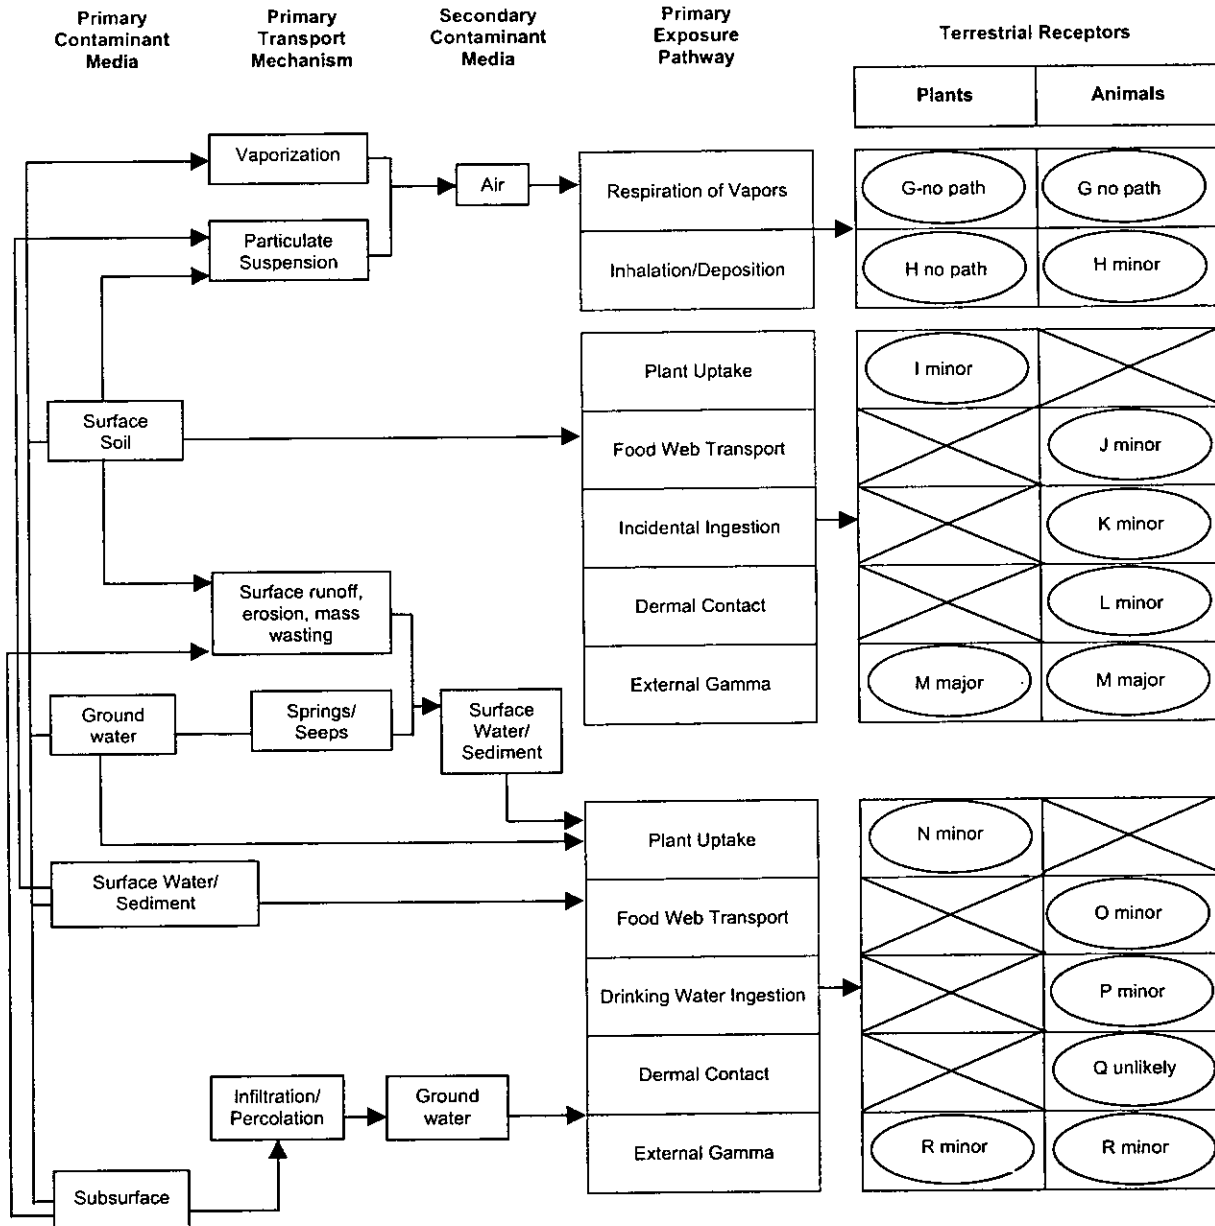 Primary
Contaminant
Media
Primary
Transport
Mechanism
Secondary
Contaminant
Media
Primary
Exposure
Pathway
Terrestrial Receptors
Plants
Animals
Vaporization
Air
Respiration of Vapors
G-no path
G no path
Particulate
Suspension
Inhalation/Deposition
H no path
H minor
Plant Uptake
I minor
Surface
Soil
Food Web Transport
J minor
Incidental Ingestion
K minor
Surface runoff,
erosion, mass
wasting
Dermal Contact
L minor
External Gamma
M major
M major
Ground
water
Springs/
Seeps
Surface
Water/
Sediment
Plant Uptake
N minor
Surface Water/
Sediment
Food Web Transport
O minor
Drinking Water Ingestion
P minor
Dermal Contact
Q unlikely
Infiltration/
Percolation
Ground
water
External Gamma
R minor
R minor
Subsurface